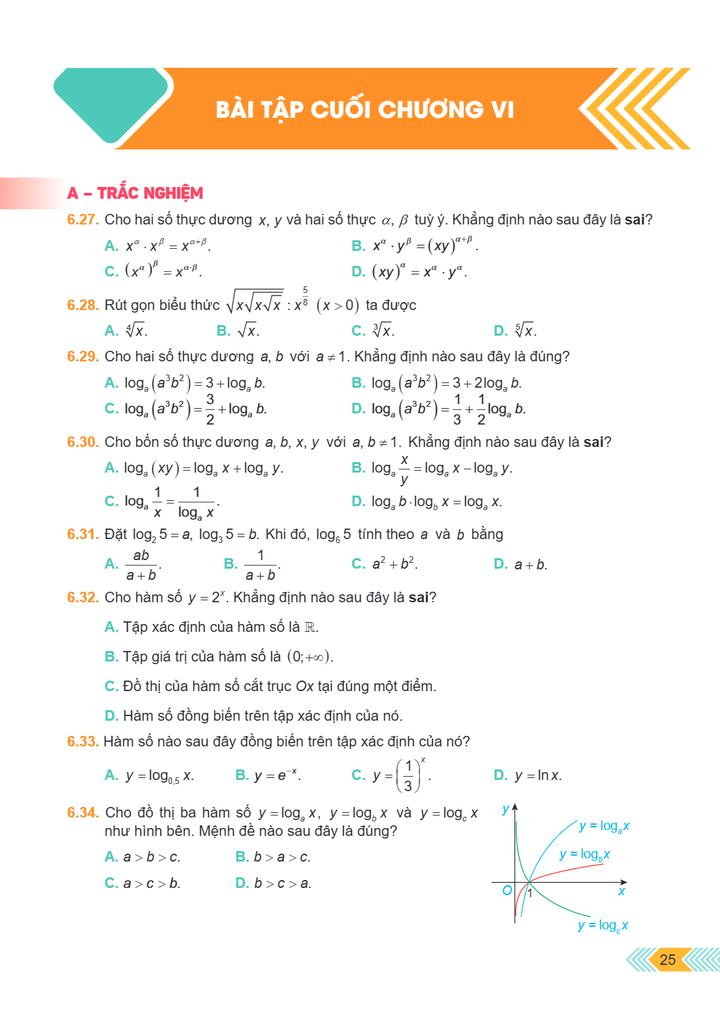 BÀI TẬP CUỐI CHƯƠNG VI
A – TRẮC NGHIỆM
6.27. Cho hai số thực dương x, y và hai số thực α, β tuỳ ý. Khẳng định nào sau đây là sai?
A. x^α · x^β = x^(α+β). B. x^α · y^β = (xy)^(α+β).
C. (x^α)^β = x^(α·β). D. (xy)^α = x^α · y^α.
6.28. Rút gọn biểu thức √(x√(x√x)) : x^(5/8) (x > 0) ta được
A. ∜x. B. √x. C. ∛x. D. ⁵√x.
6.29. Cho hai số thực dương a, b với a ≠ 1. Khẳng định nào sau đây là đúng?
A. logₐ(a³b²) = 3 + logₐ b. B. logₐ(a³b²) = 3 + 2logₐ b.
C. logₐ(a³b²) = 3/2 + logₐ b. D. logₐ(a³b²) = 1/3 + 1/2 logₐ b.
6.30. Cho bốn số thực dương a, b, x, y với a, b ≠ 1. Khẳng định nào sau đây là sai?
A. logₐ(xy) = logₐ x + logₐ y. B. logₐ x/y = logₐ x − logₐ y.
C. logₐ 1/x = 1/(logₐ x). D. logₐ b · log_b x = logₐ x.
6.31. Đặt log₂ 5 = a, log₃ 5 = b. Khi đó, log₆ 5 tính theo a và b bằng
A. ab/(a + b). B. 1/(a + b). C. a² + b². D. a + b.
6.32. Cho hàm số y = 2^x. Khẳng định nào sau đây là sai?
A. Tập xác định của hàm số là ℝ.
B. Tập giá trị của hàm số là (0;+∞).
C. Đồ thị của hàm số cắt trục Ox tại đúng một điểm.
D. Hàm số đồng biến trên tập xác định của nó.
6.33. Hàm số nào sau đây đồng biến trên tập xác định của nó?
A. y = log₀,₅ x. B. y = e^(−x). C. y = (1/3)^x. D. y = ln x.
6.34. Cho đồ thị ba hàm số y = logₐ x, y = log_b x và y = log_c x
như hình bên. Mệnh đề nào sau đây là đúng?
A. a > b > c. B. b > a > c.
C. a > c > b. D. b > c > a.
y
y = logₐx
y = log_bx
O 1 x
y = log_cx
25